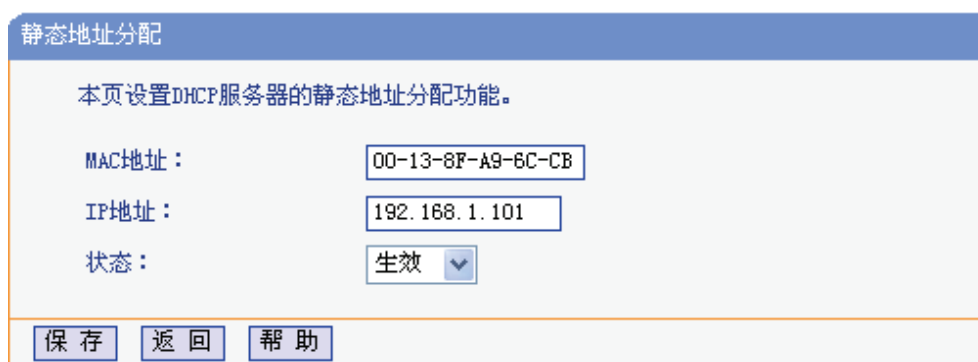 静态地址分配
本页设置DHCP服务器的静态地址分配功能。
MAC地址： 00-13-8F-A9-6C-CB
IP地址： 192.168.1.101
状态： 生效
保 存 返 回 帮 助